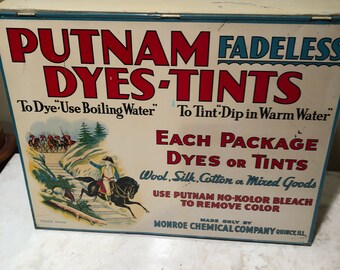 PUTNAM FADELESS
DYES-TINTS
To Dye "Use Boiling Water" To Tint "Dip in Warm Water"
EACH PACKAGE
DYES OR TINTS
Wool, Silk, Cotton or Mixed Goods
USE PUTNAM NO-KOLOR BLEACH
TO REMOVE COLOR
MADE ONLY BY
MONROE CHEMICAL COMPANY QUINCY, ILL.